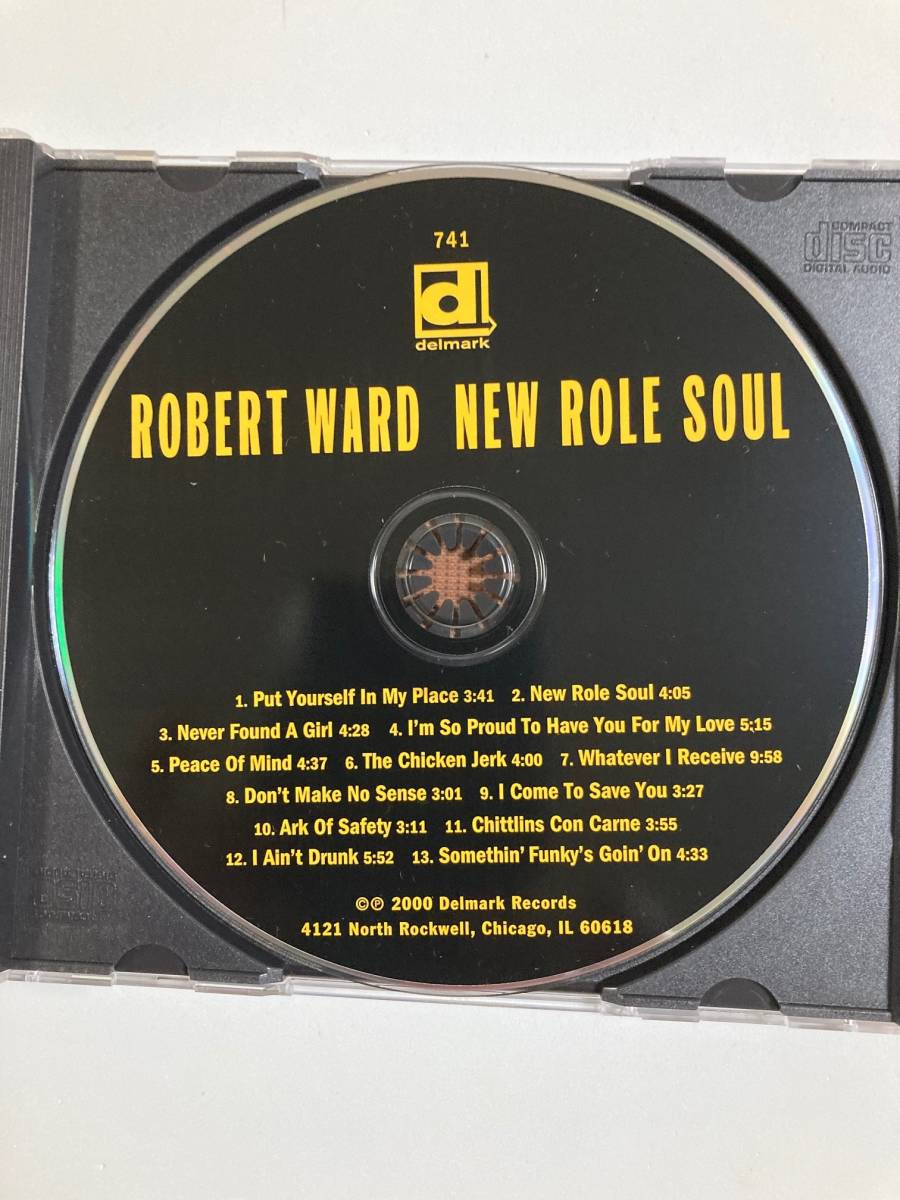 741
d
delmark
COMPACT
disc
DIGITAL AUDIO
ROBERT WARD NEW ROLE SOUL
1. Put Yourself In My Place 3:41 2. New Role Soul 4:05
3. Never Found A Girl 4:28 4. I'm So Proud To Have You For My Love 5:15
5. Peace Of Mind 4:37 6. The Chicken Jerk 4:00 7. Whatever I Receive 9:58
8. Don't Make No Sense 3:01 9. I Come To Save You 3:27
10. Ark Of Safety 3:11 11. Chittlins Con Carne 3:55
12. I Ain't Drunk 5:52 13. Somethin' Funky's Goin' On 4:33
©℗ 2000 Delmark Records
4121 North Rockwell, Chicago, IL 60618